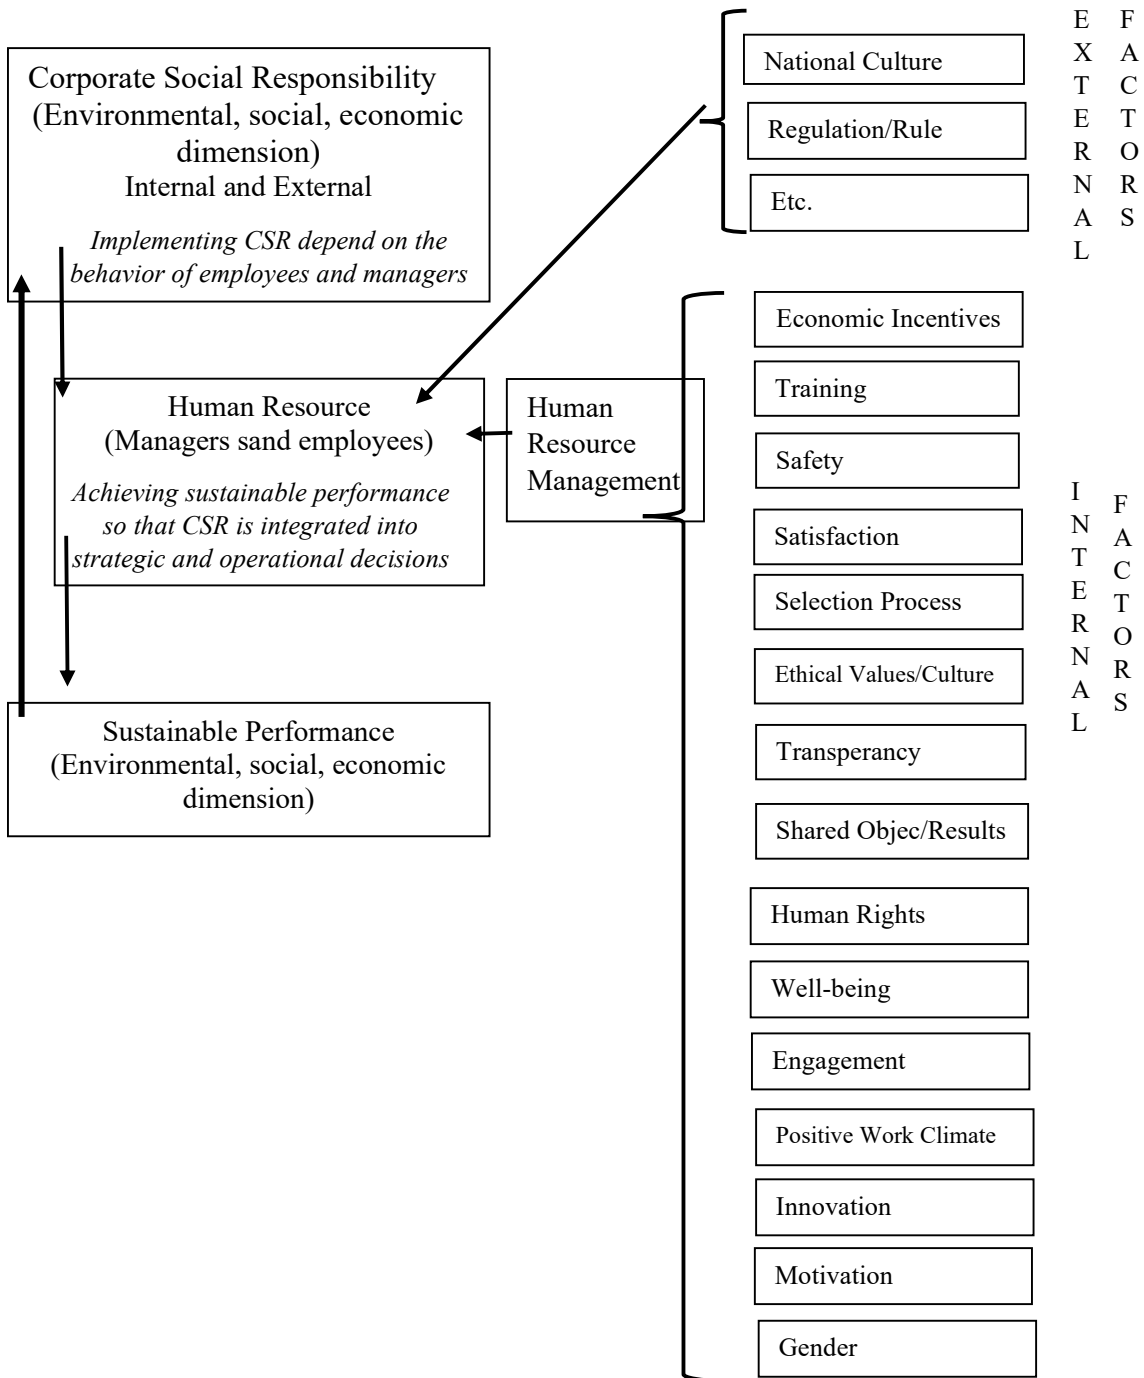 Corporate Social Responsibility
(Environmental, social, economic
dimension)
Internal and External
Implementing CSR depend on the
behavior of employees and managers
Human Resource
(Managers sand employees)
Achieving sustainable performance
so that CSR is integrated into
strategic and operational decisions
Sustainable Performance
(Environmental, social, economic
dimension)
Human
Resource
Management
National Culture
Regulation/Rule
Etc.
EXTERNAL
FACTORS
Economic Incentives
Training
Safety
Satisfaction
Selection Process
Ethical Values/Culture
Transperancy
Shared Objec/Results
Human Rights
Well-being
Engagement
Positive Work Climate
Innovation
Motivation
Gender
INTERNAL
FACTORS